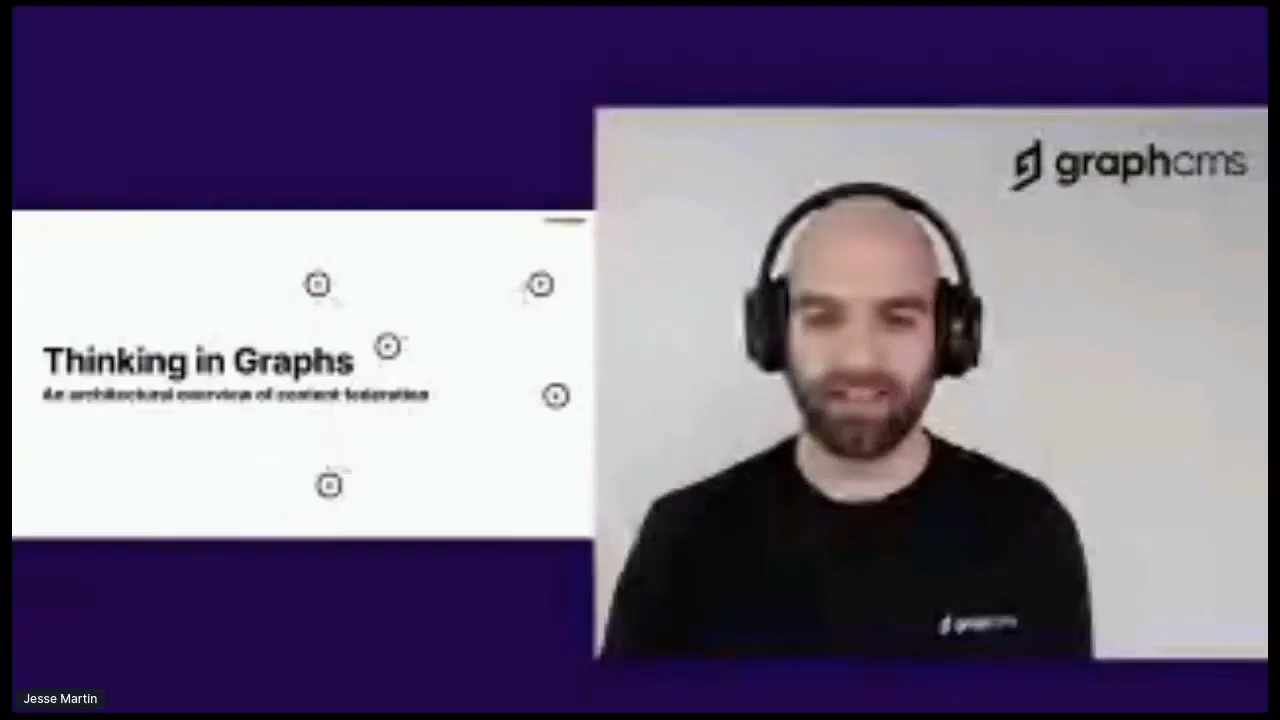 graphcms
Thinking in Graphs
An architectural overview of content federation
graphcms
Jesse Martin